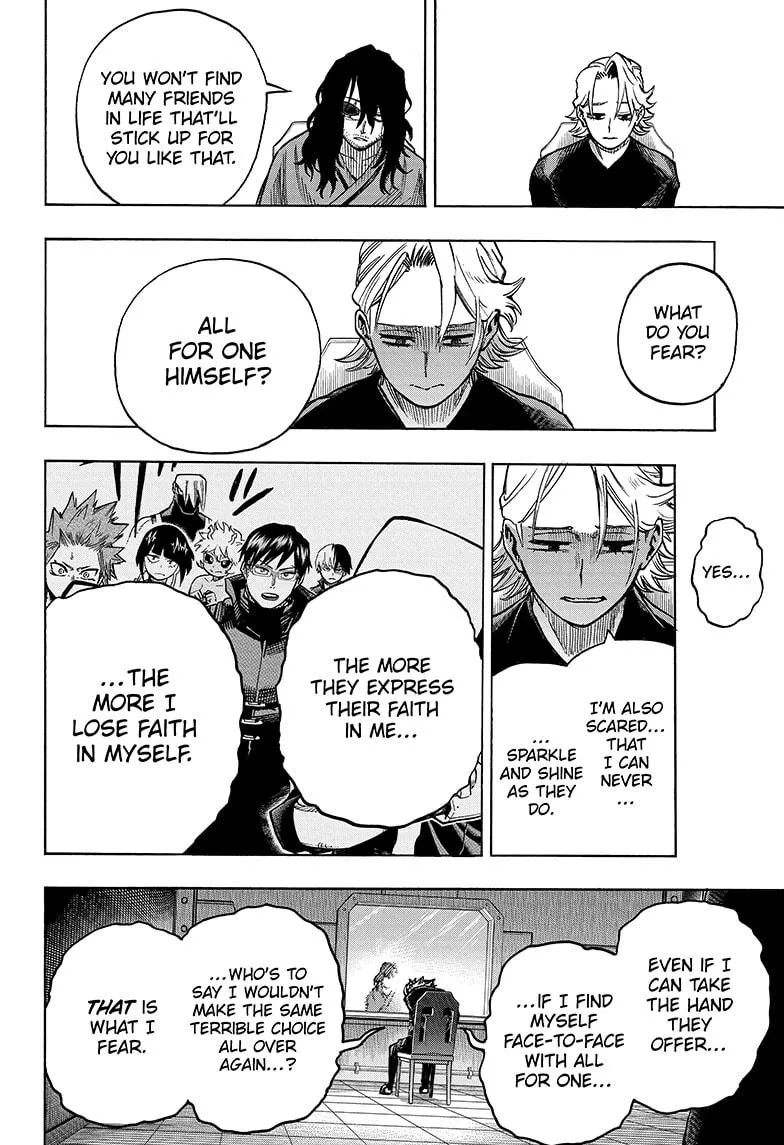 YOU WON'T FIND
MANY FRIENDS
IN LIFE THAT'LL
STICK UP FOR
YOU LIKE THAT.
WHAT
DO YOU
FEAR?
ALL
FOR ONE
HIMSELF?
YES...
I'M ALSO
SCARED...
THAT
I CAN
NEVER
...
...
SPARKLE
AND SHINE
AS THEY
DO.
THE MORE
THEY EXPRESS
THEIR FAITH
IN ME...
...THE
MORE I
LOSE FAITH
IN MYSELF.
EVEN IF I
CAN TAKE
THE HAND
THEY
OFFER...
...IF I FIND
MYSELF
FACE-TO-FACE
WITH ALL
FOR ONE...
...WHO'S TO
SAY I WOULDN'T
MAKE THE SAME
TERRIBLE CHOICE
ALL OVER
AGAIN...?
THAT IS
WHAT I
FEAR.